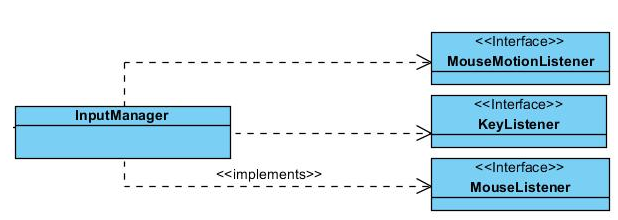 <<Interface>>
MouseMotionListener
InputManager
<<Interface>>
KeyListener
<<implements>>
<<Interface>>
MouseListener